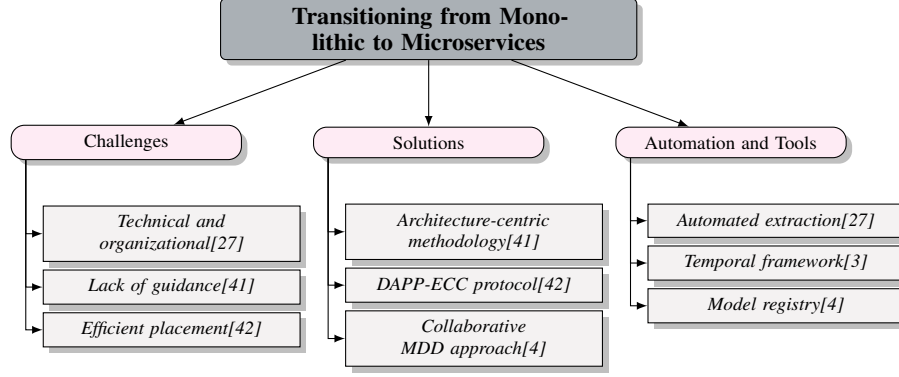 Transitioning from Mono-
lithic to Microservices
Challenges
Solutions
Automation and Tools
Technical and
organizational[27]
Lack of guidance[41]
Efficient placement[42]
Architecture-centric
methodology[41]
DAPP-ECC protocol[42]
Collaborative
MDD approach[4]
Automated extraction[27]
Temporal framework[3]
Model registry[4]